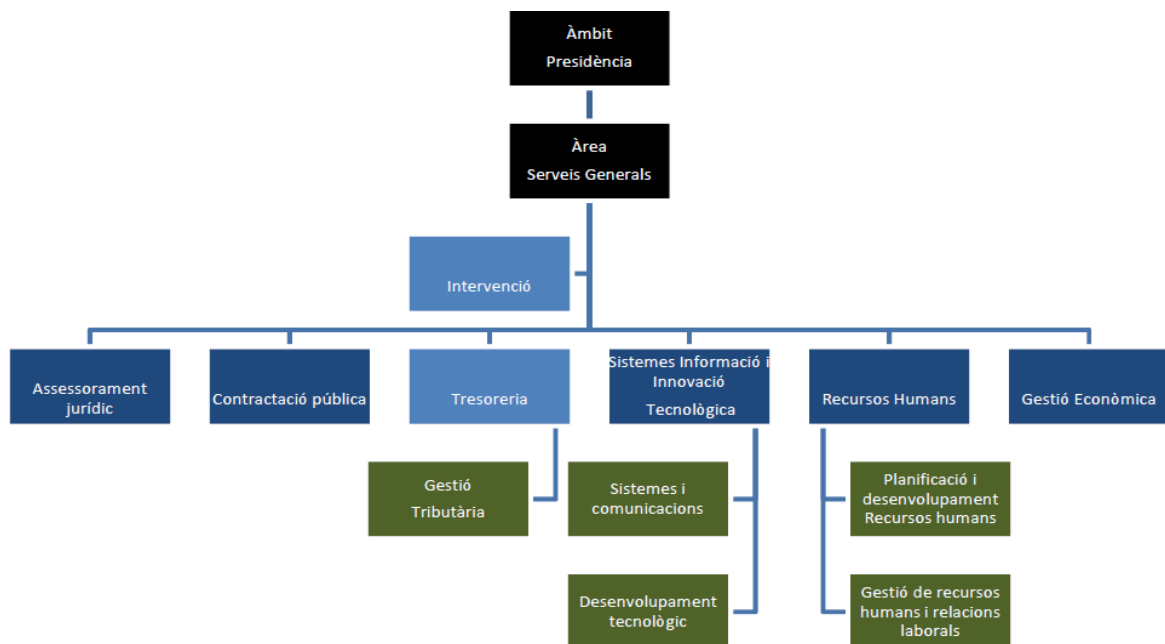 Àmbit
Presidència
Àrea
Serveis Generals
Intervenció
Assessorament
jurídic
Contractació pública
Tresoreria
Sistemes Informació i
Innovació
Tecnològica
Recursos Humans
Gestió Econòmica
Gestió
Tributària
Sistemes i
comunicacions
Planificació i
desenvolupament
Recursos humans
Desenvolupament
tecnològic
Gestió de recursos
humans i relacions
laborals